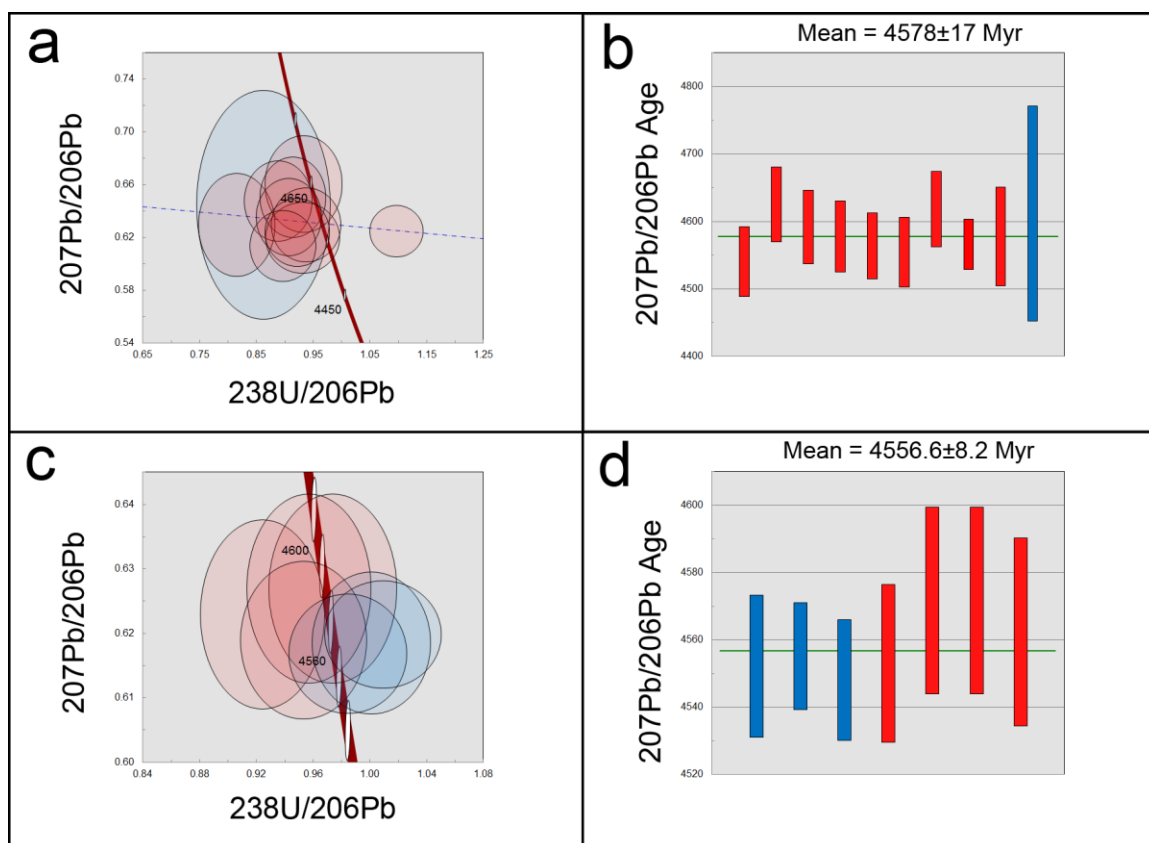 a
207Pb/206Pb
0.74
0.70
0.66
0.62
0.58
0.54
4650
4450
0.65 0.75 0.85 0.95 1.05 1.15 1.25
238U/206Pb
b
Mean = 4578±17 Myr
207Pb/206Pb Age
4800
4700
4600
4500
4400
c
207Pb/206Pb
0.64
0.63
0.62
0.61
0.60
4600
4560
0.84 0.88 0.92 0.96 1.00 1.04 1.08
238U/206Pb
d
Mean = 4556.6±8.2 Myr
207Pb/206Pb Age
4600
4580
4560
4540
4520